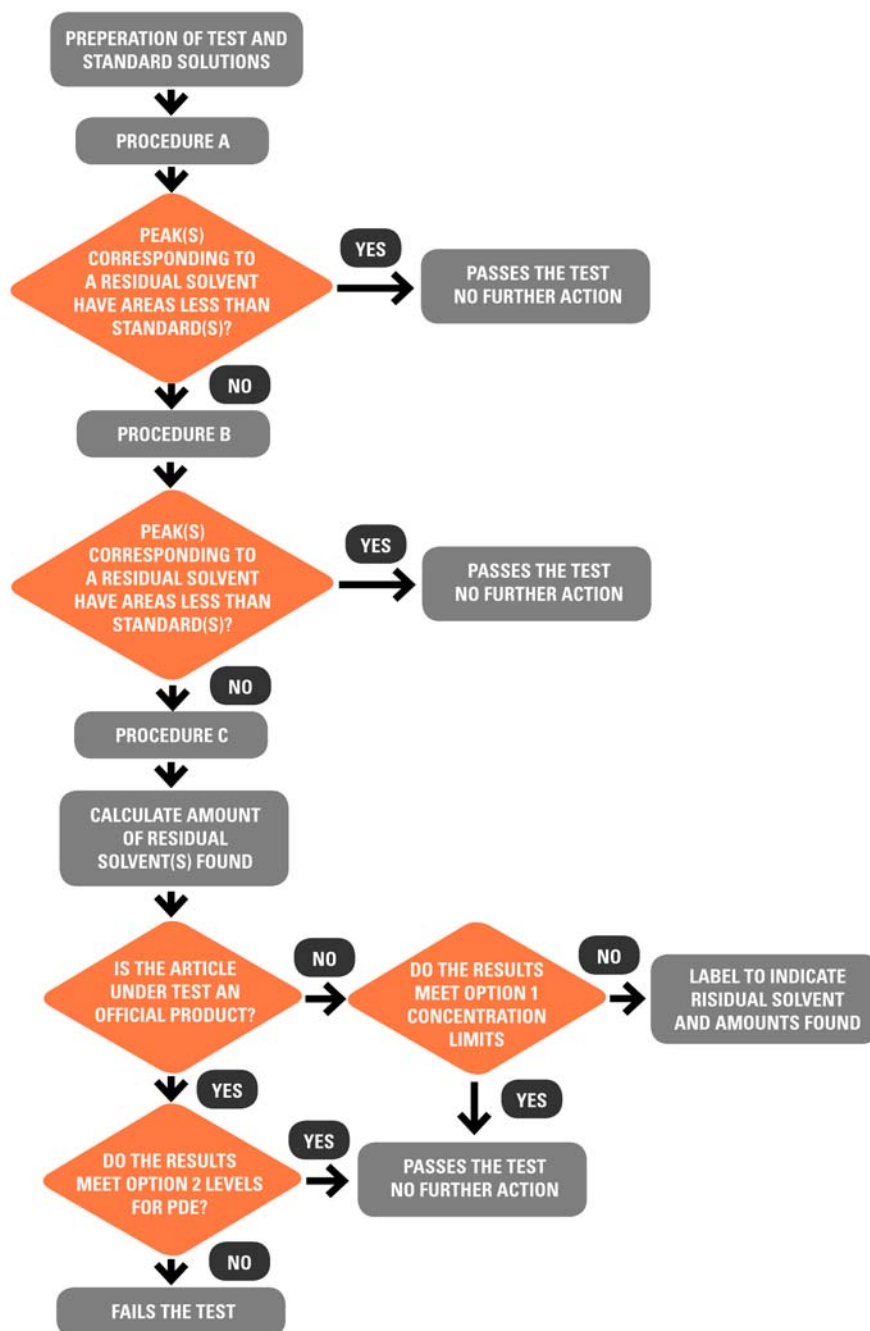 PREPERATION OF TEST AND
STANDARD SOLUTIONS
PROCEDURE A
PEAK(S)
CORRESPONDING TO
A RESIDUAL SOLVENT
HAVE AREAS LESS THAN
STANDARD(S)?
YES
PASSES THE TEST
NO FURTHER ACTION
NO
PROCEDURE B
PEAK(S)
CORRESPONDING TO
A RESIDUAL SOLVENT
HAVE AREAS LESS THAN
STANDARD(S)?
YES
PASSES THE TEST
NO FURTHER ACTION
NO
PROCEDURE C
CALCULATE AMOUNT
OF RESIDUAL
SOLVENT(S) FOUND
IS THE ARTICLE
UNDER TEST AN
OFFICIAL PRODUCT?
NO
DO THE RESULTS
MEET OPTION 1
CONCENTRATION
LIMITS
NO
LABEL TO INDICATE
RISIDUAL SOLVENT
AND AMOUNTS FOUND
YES
YES
DO THE RESULTS
MEET OPTION 2 LEVELS
FOR PDE?
YES
PASSES THE TEST
NO FURTHER ACTION
NO
FAILS THE TEST